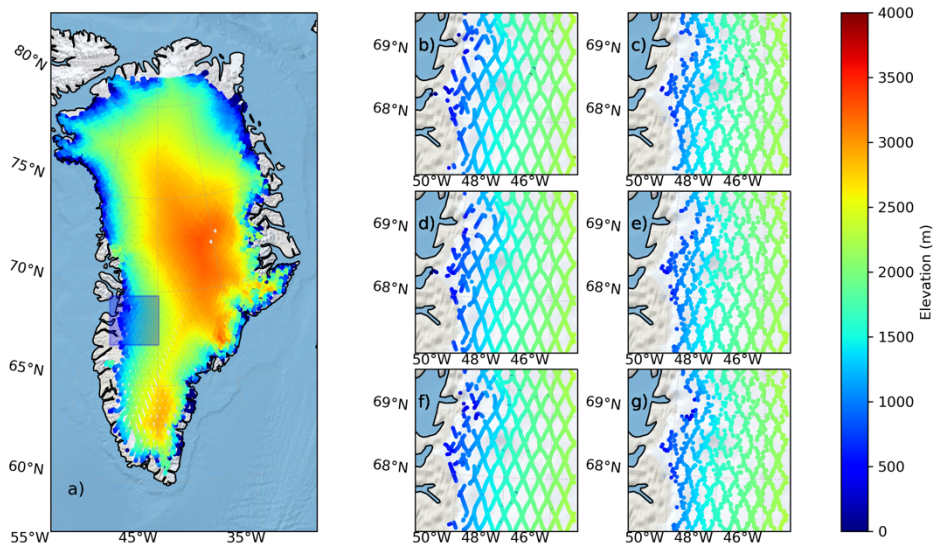 80°N
75°N
70°N
65°N
60°N
55°N
55°W
45°W
35°W
a)
b)
69°N
68°N
50°W
48°W
46°W
c)
69°N
68°N
50°W
48°W
46°W
d)
69°N
68°N
50°W
48°W
46°W
e)
69°N
68°N
50°W
48°W
46°W
f)
69°N
68°N
50°W
48°W
46°W
g)
69°N
68°N
50°W
48°W
46°W
4000
3500
3000
2500
2000
1500
1000
500
0
Elevation (m)